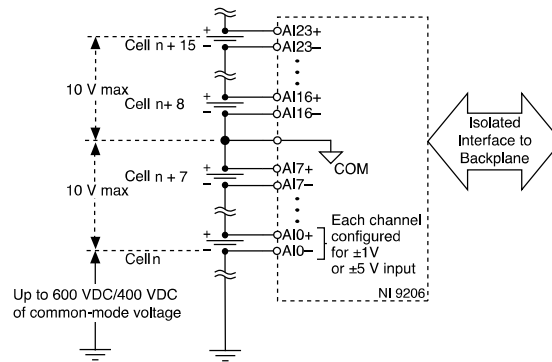 +
Cell n + 15
−
AI23+
AI23−
10 V max
Cell n + 8
+
−
AI16+
AI16−
COM
Isolated
Interface to
Backplane
10 V max
Cell n + 7
+
−
AI7+
AI7−
Cell n
+
−
AI0+
AI0−
Each channel
configured
for ±1V
or ±5 V input
NI 9206
Up to 600 VDC/400 VDC
of common-mode voltage